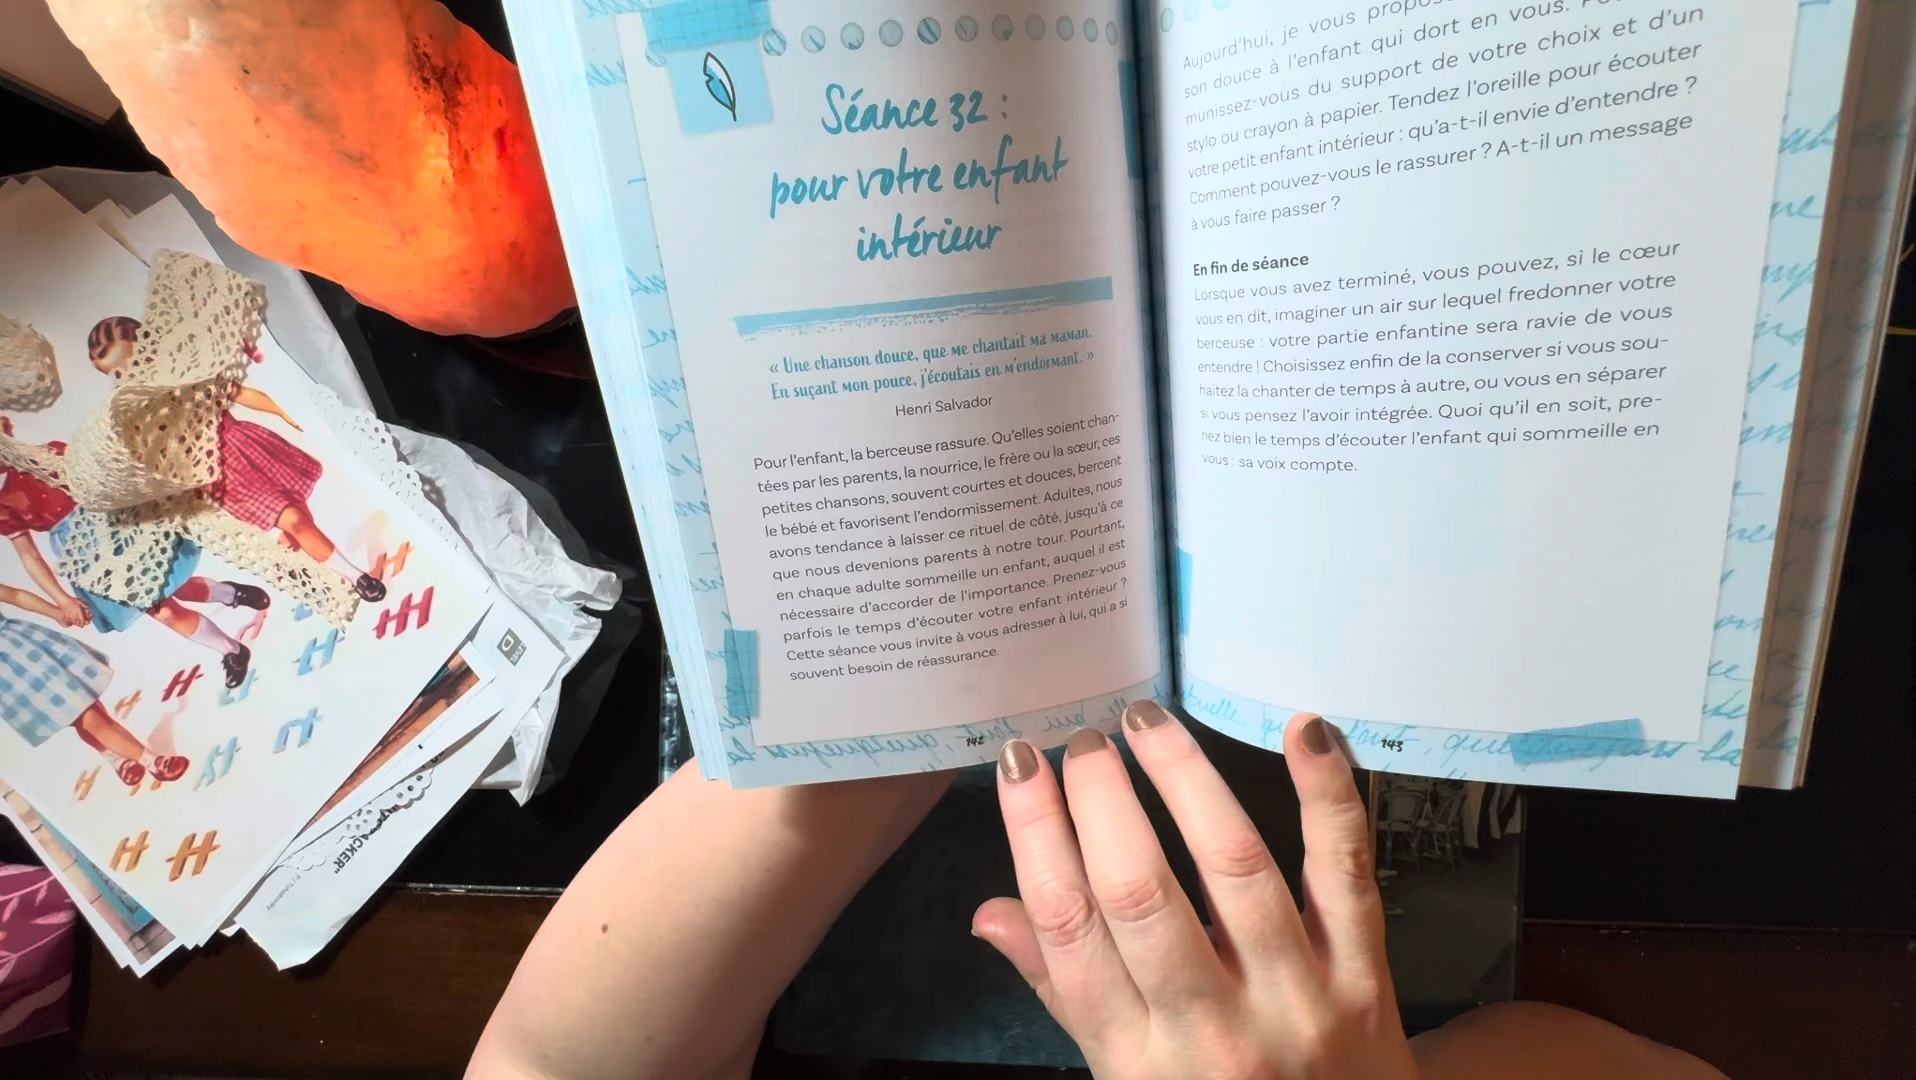 Séance 32 :
pour votre enfant
intérieur
« Une chanson douce, que me chantait ma maman.
En suçant mon pouce, j'écoutais en m'endormant. »
Henri Salvador
Pour l'enfant, la berceuse rassure. Qu'elles soient chan-
tées par les parents, la nourrice, le frère ou la sœur, ces
petites chansons, souvent courtes et douces, bercent
le bébé et favorisent l'endormissement. Adultes, nous
avons tendance à laisser ce rituel de côté, jusqu'à ce
que nous devenions parents à notre tour. Pourtant,
en chaque adulte sommeille un enfant, auquel il est
nécessaire d'accorder de l'importance. Prenez-vous
parfois le temps d'écouter votre enfant intérieur ?
Cette séance vous invite à vous adresser à lui, qui a si
souvent besoin de réassurance.
142
Aujourd'hui, je vous
son douce à l'enfant qui dort en vous.
munissez-vous du support de votre choix et d'un
stylo ou crayon à papier. Tendez l'oreille pour écouter
votre petit enfant intérieur : qu'a-t-il envie d'entendre ?
Comment pouvez-vous le rassurer ? A-t-il un message
à vous faire passer ?
En fin de séance
Lorsque vous avez terminé, vous pouvez, si le cœur
vous en dit, imaginer un air sur lequel fredonner votre
berceuse : votre partie enfantine sera ravie de vous
entendre ! Choisissez enfin de la conserver si vous sou-
haitez la chanter de temps à autre, ou vous en séparer
si vous pensez l'avoir intégrée. Quoi qu'il en soit, pre-
nez bien le temps d'écouter l'enfant qui sommeille en
vous : sa voix compte.
143